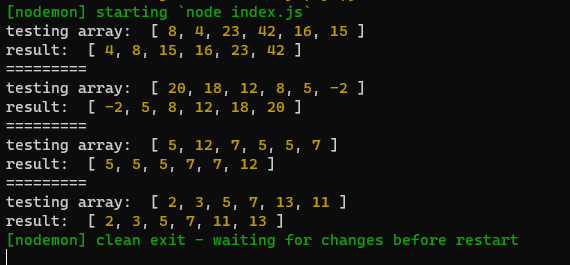 [nodemon] starting `node index.js`
testing array:  [ 8, 4, 23, 42, 16, 15 ]
result:  [ 4, 8, 15, 16, 23, 42 ]
=========
testing array:  [ 20, 18, 12, 8, 5, -2 ]
result:  [ -2, 5, 8, 12, 18, 20 ]
=========
testing array:  [ 5, 12, 7, 5, 5, 7 ]
result:  [ 5, 5, 5, 7, 7, 12 ]
=========
testing array:  [ 2, 3, 5, 7, 13, 11 ]
result:  [ 2, 3, 5, 7, 11, 13 ]
[nodemon] clean exit - waiting for changes before restart